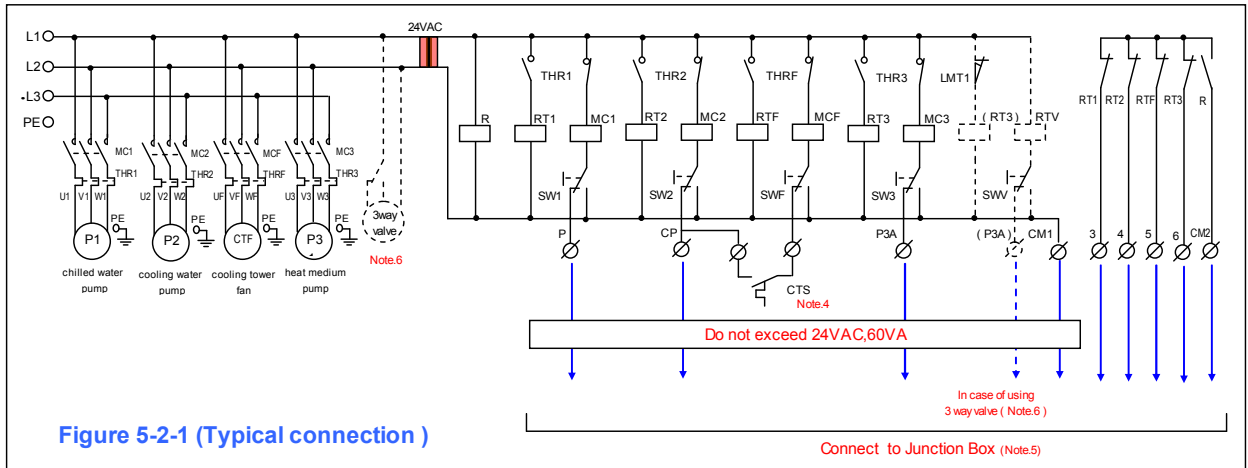 24VAC
L1
L2
L3
PE
MC1
MC2
MCF
MC3
THR1
THR2
THRF
THR3
U1 V1 W1
U2 V2 W2
UF VF WF
U3 V3 W3
PE
PE
PE
PE
P1
P2
CTF
P3
3way
valve
Note.6
chilled water
pump
cooling water
pump
cooling tower
fan
heat medium
pump
THR1
THR2
THRF
THR3
LMT1
R
RT1
MC1
RT2
MC2
RTF
MCF
RT3
MC3
( RT3 )
RTV
SW1
SW2
SWF
SW3
SWV
P
CP
P3A
( P3A )
CM1
CTS
Note.4
RT1
RT2
RTF
RT3
R
3
4
5
6
CM2
Do not exceed 24VAC,60VA
In case of using
3 way valve ( Note.6 )
Figure 5-2-1 (Typical connection )
Connect to Junction Box (Note.5)